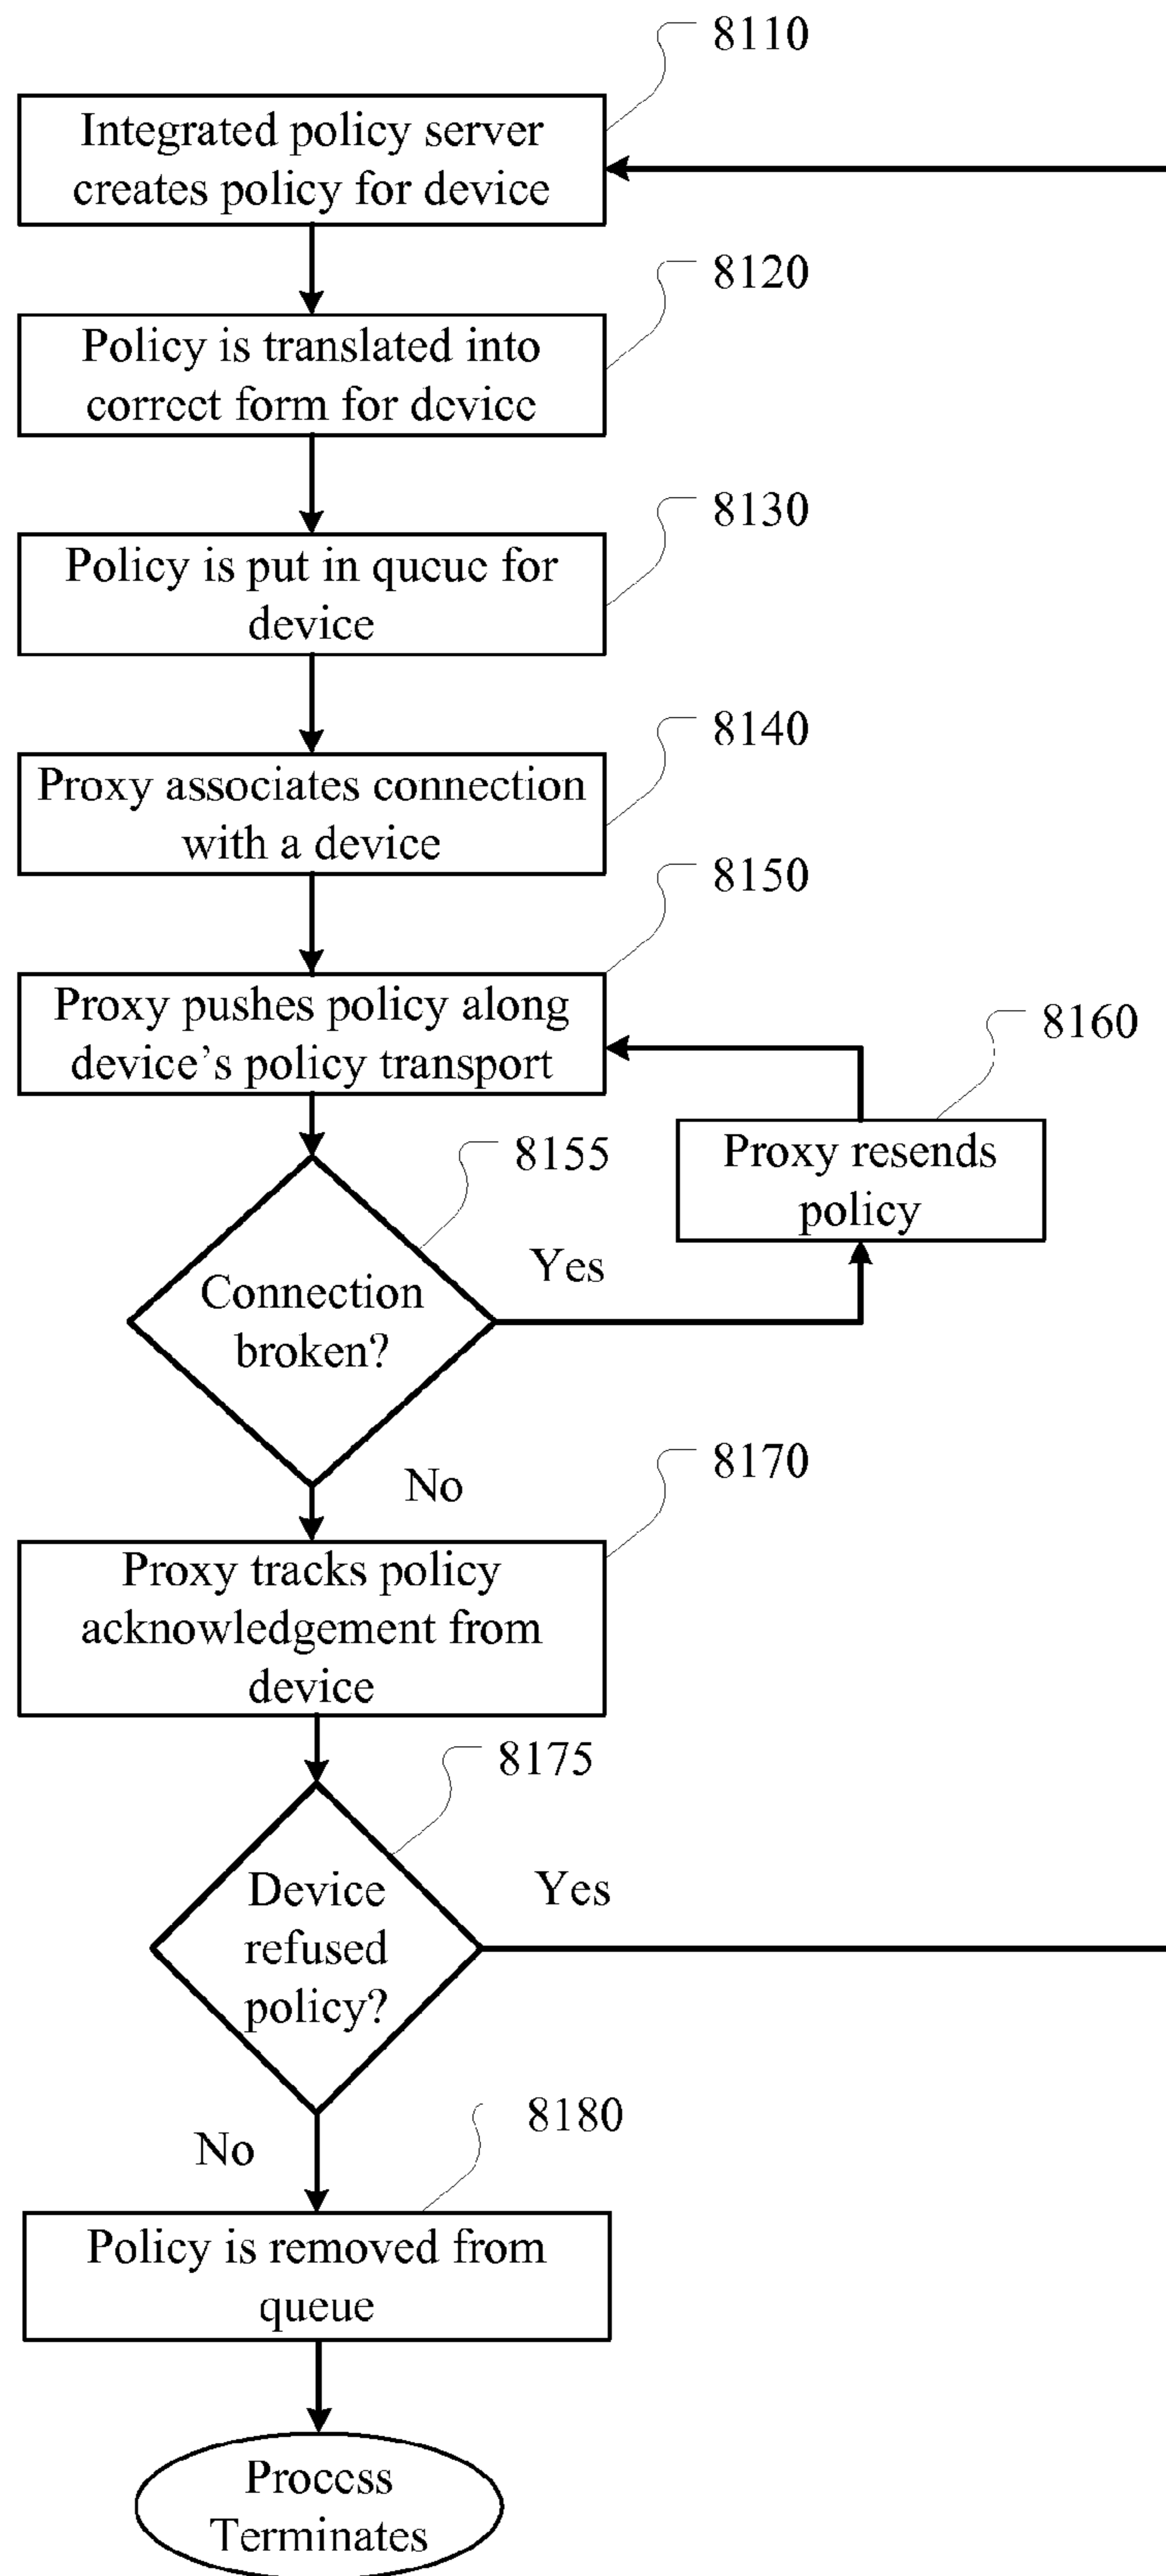 8110
Integrated policy server
creates policy for device
8120
Policy is translated into
correct form for device
8130
Policy is put in queue for
device
8140
Proxy associates connection
with a device
8150
Proxy pushes policy along
device's policy transport
8160
Proxy resends
policy
8155
Connection
broken?
Yes
No
8170
Proxy tracks policy
acknowledgement from
device
8175
Device
refused
policy?
Yes
No
8180
Policy is removed from
queue
Process
Terminates